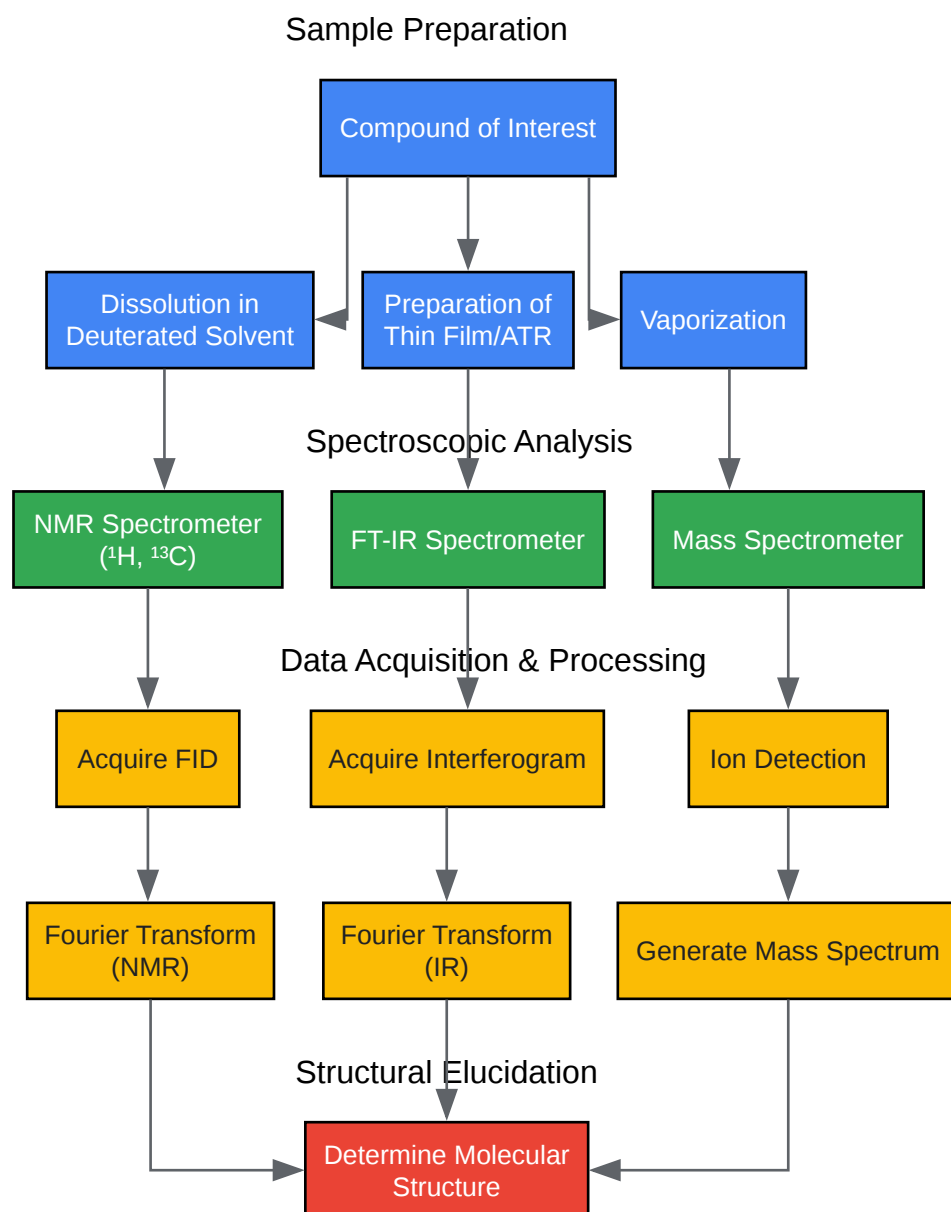 Sample Preparation
Compound of Interest
Dissolution in
Deuterated Solvent
Preparation of
Thin Film/ATR
Vaporization
Spectroscopic Analysis
NMR Spectrometer
(¹H, ¹³C)
FT-IR Spectrometer
Mass Spectrometer
Data Acquisition & Processing
Acquire FID
Acquire Interferogram
Ion Detection
Fourier Transform
(NMR)
Fourier Transform
(IR)
Generate Mass Spectrum
Structural Elucidation
Determine Molecular
Structure